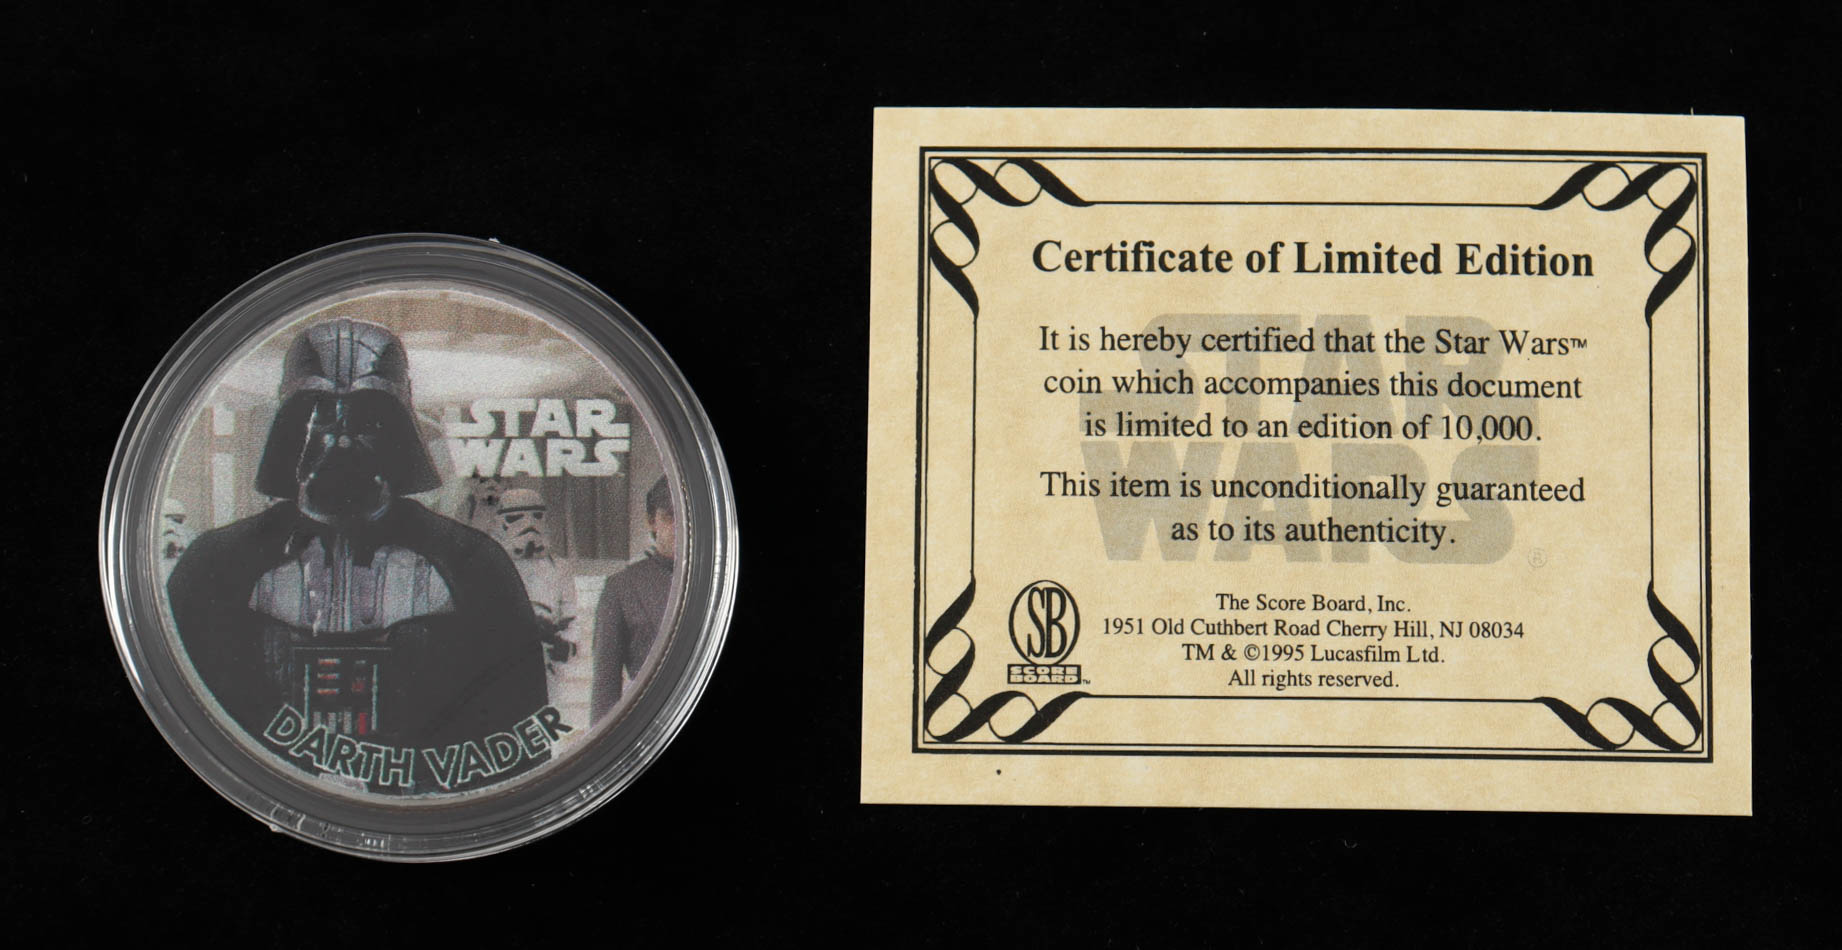 STAR
WARS
DARTH VADER
Certificate of Limited Edition
It is hereby certified that the Star Wars™
coin which accompanies this document
is limited to an edition of 10,000.
This item is unconditionally guaranteed
as to its authenticity.
STAR
WARS®
SB
SCORE
BOARD™
The Score Board, Inc.
1951 Old Cuthbert Road Cherry Hill, NJ 08034
TM & ©1995 Lucasfilm Ltd.
All rights reserved.